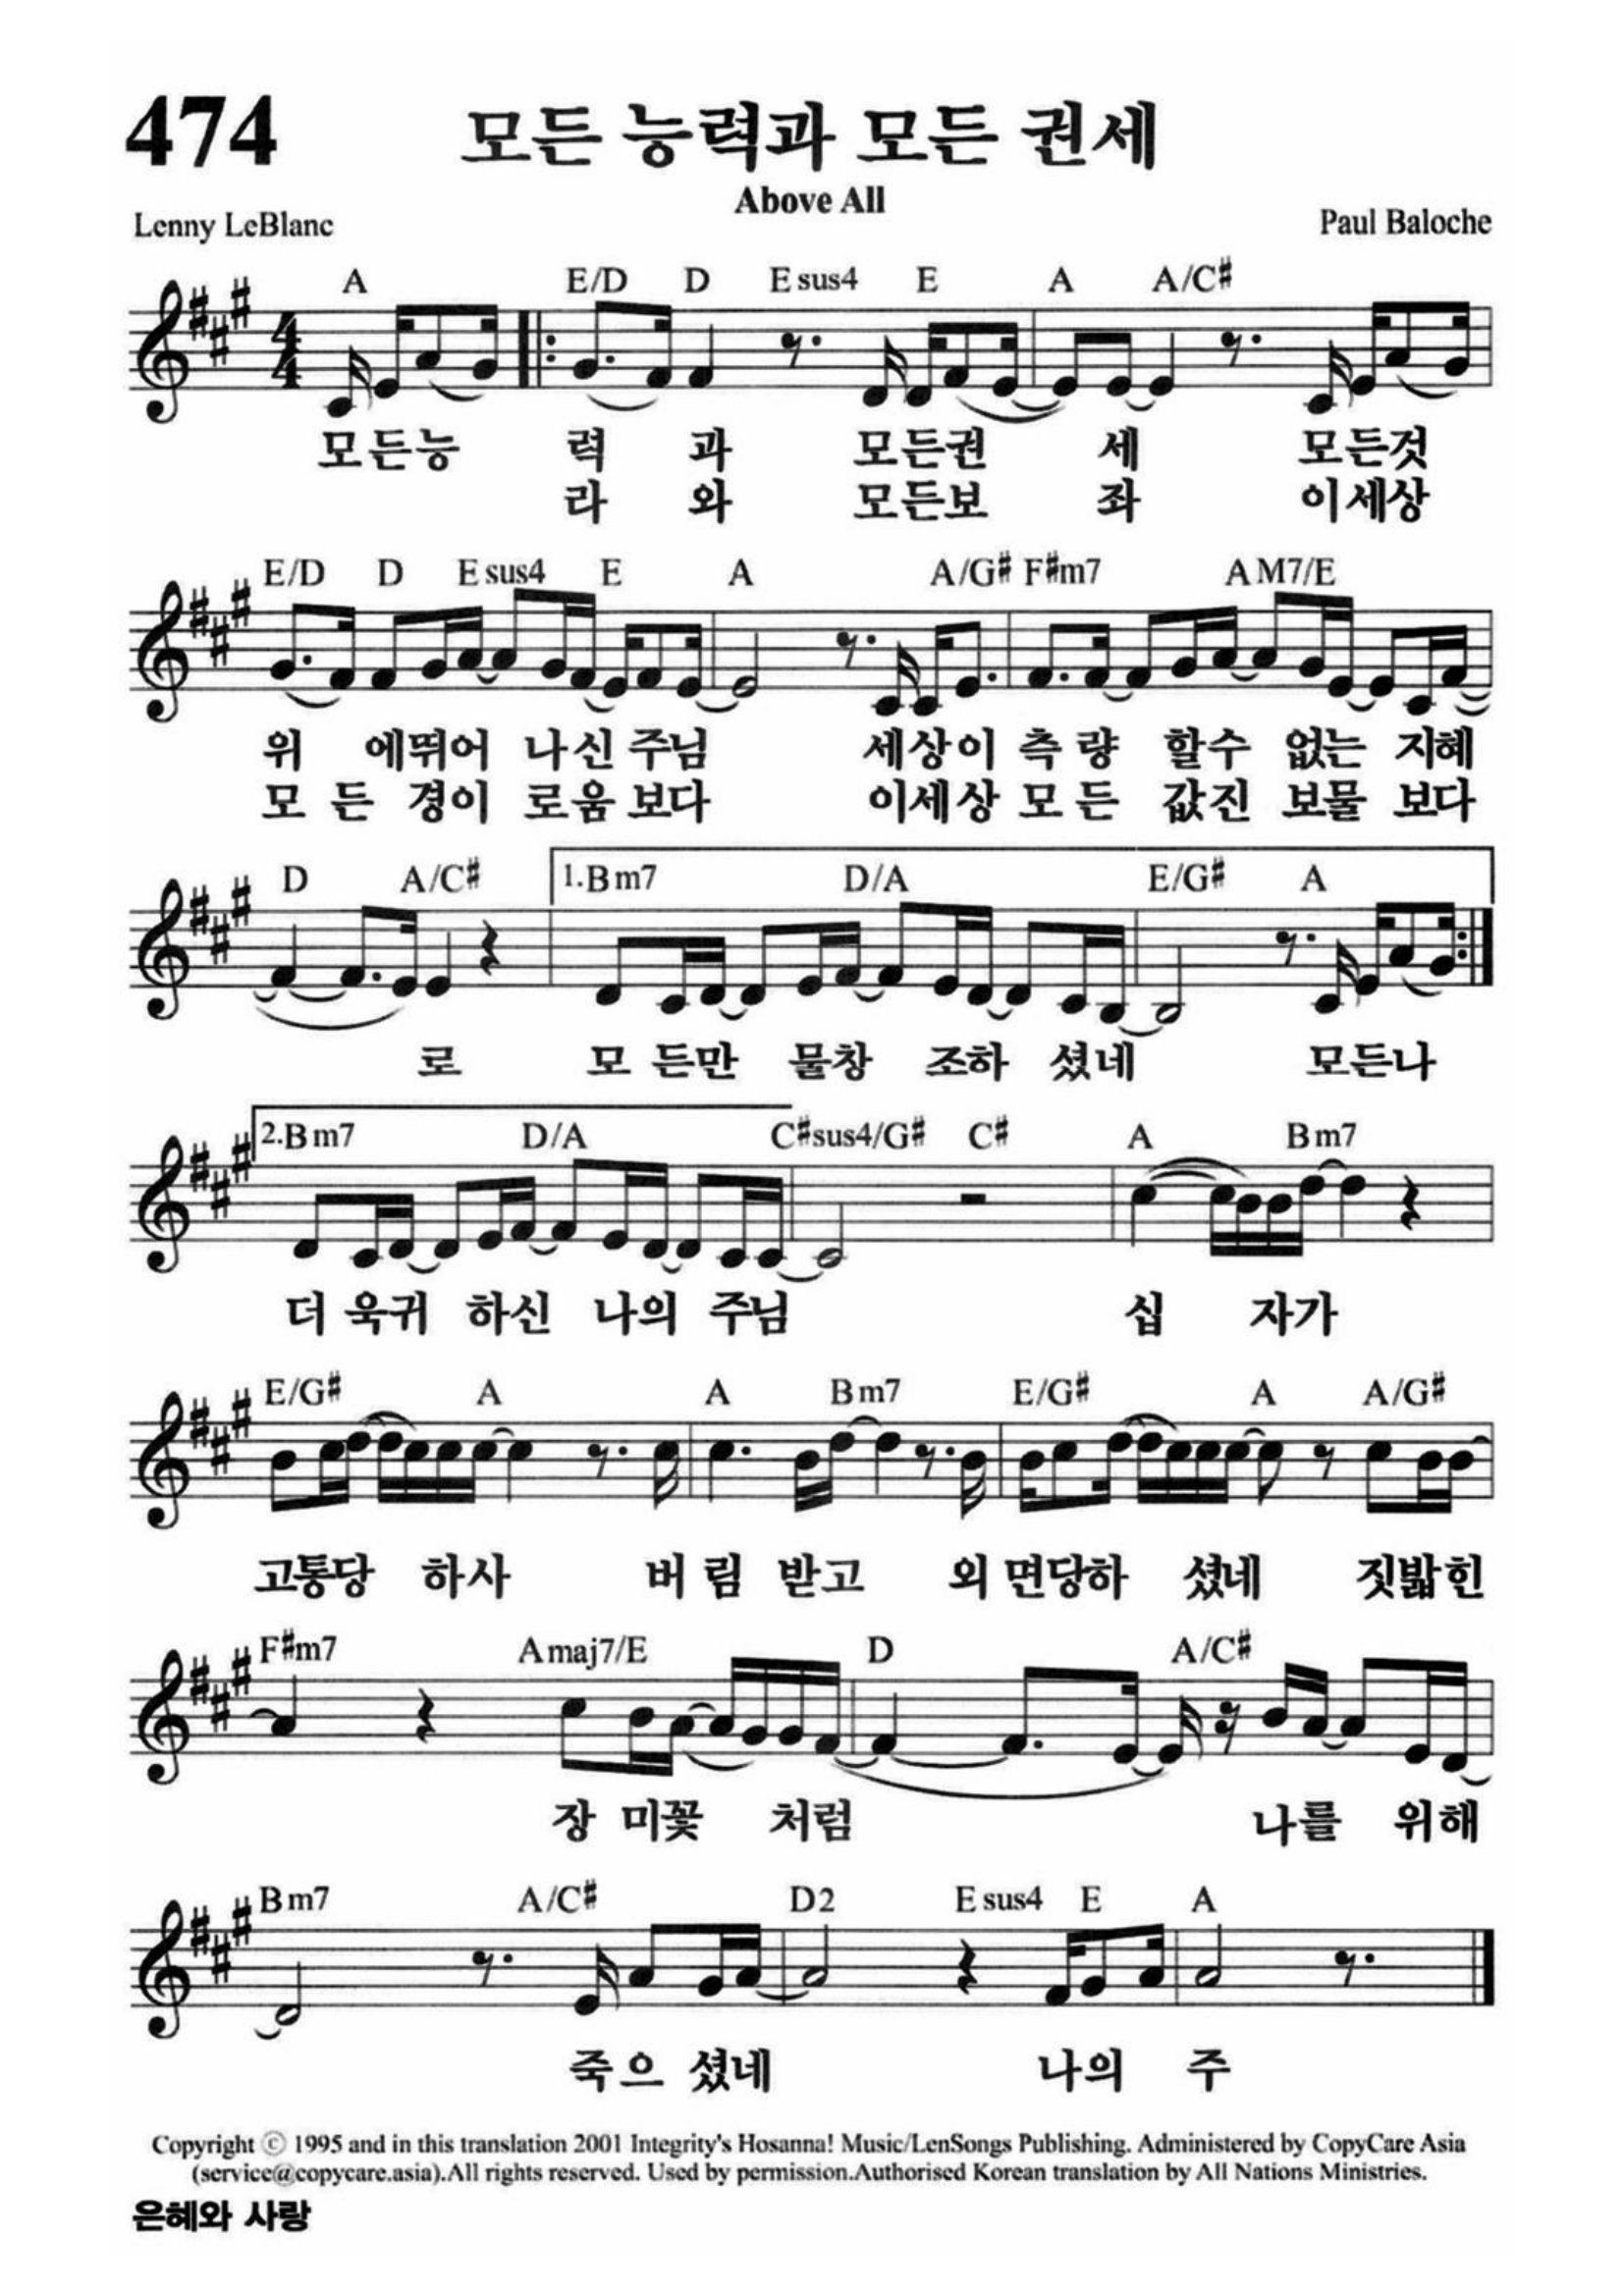 474
모든 능력과 모든 권세
Above All
Lenny LeBlanc Paul Baloche
A E/D D Esus4 E A A/C♯
모든능 력 과 모든권 세 모든것
라 와 모든보 좌 이세상
E/D D Esus4 E A A/G♯ F♯m7 AM7/E
위 에뛰어 나신 주님 세상이 측량 할수 없는 지혜
모 든 경이 로움 보다 이세상 모든 값진 보물 보다
D A/C♯ 1.Bm7 D/A E/G♯ A
로 모 든만 물창 조하 셨네 모든나
2.Bm7 D/A C♯sus4/G♯ C♯ A Bm7
더 욱귀 하신 나의 주님 십 자가
E/G♯ A A Bm7 E/G♯ A A/G♯
고통당 하사 버림 받고 외면당하 셨네 짓밟힌
F♯m7 Amaj7/E D A/C♯
장 미꽃 처럼 나를 위해
Bm7 A/C♯ D2 Esus4 E A
죽으 셨네 나의 주
Copyright © 1995 and in this translation 2001 Integrity's Hosanna! Music/LenSongs Publishing. Administered by CopyCare Asia
(service@copycare.asia).All rights reserved. Used by permission.Authorised Korean translation by All Nations Ministries.
은혜와 사랑